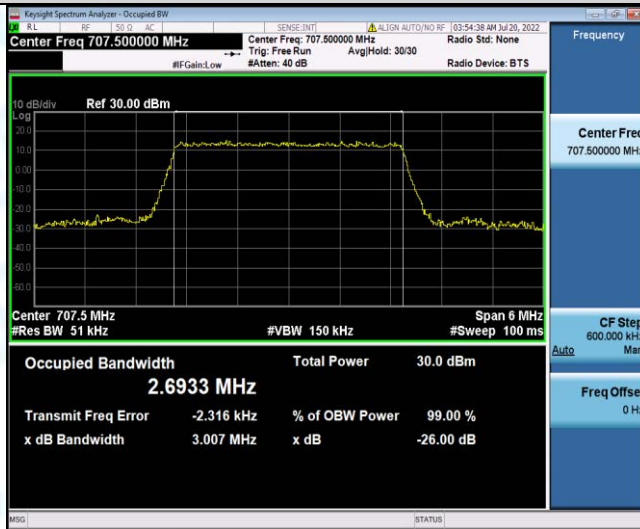 Keysight Spectrum Analyzer - Occupied BW
RL RF 50 Ω AC SENSE:INT ALIGN AUTO/NO RF 03:54:38 AM Jul 20, 2022
Center Freq 707.500000 MHz Center Freq: 707.500000 MHz Radio Std: None Frequency
Trig: Free Run Avg|Hold: 30/30
#IFGain:Low #Atten: 40 dB Radio Device: BTS
10 dB/div Ref 30.00 dBm
Log
20.0
10.0
0.00
-10.0
-20.0
-30.0
-40.0
-50.0
-60.0
Center Freq
707.500000 MHz
Center 707.5 MHz Span 6 MHz
#Res BW 51 kHz #VBW 150 kHz #Sweep 100 ms
CF Step
600.000 kHz
Auto Man
Occupied Bandwidth Total Power 30.0 dBm
2.6933 MHz
Transmit Freq Error -2.316 kHz % of OBW Power 99.00 %
x dB Bandwidth 3.007 MHz x dB -26.00 dB
Freq Offset
0 Hz
MSG STATUS